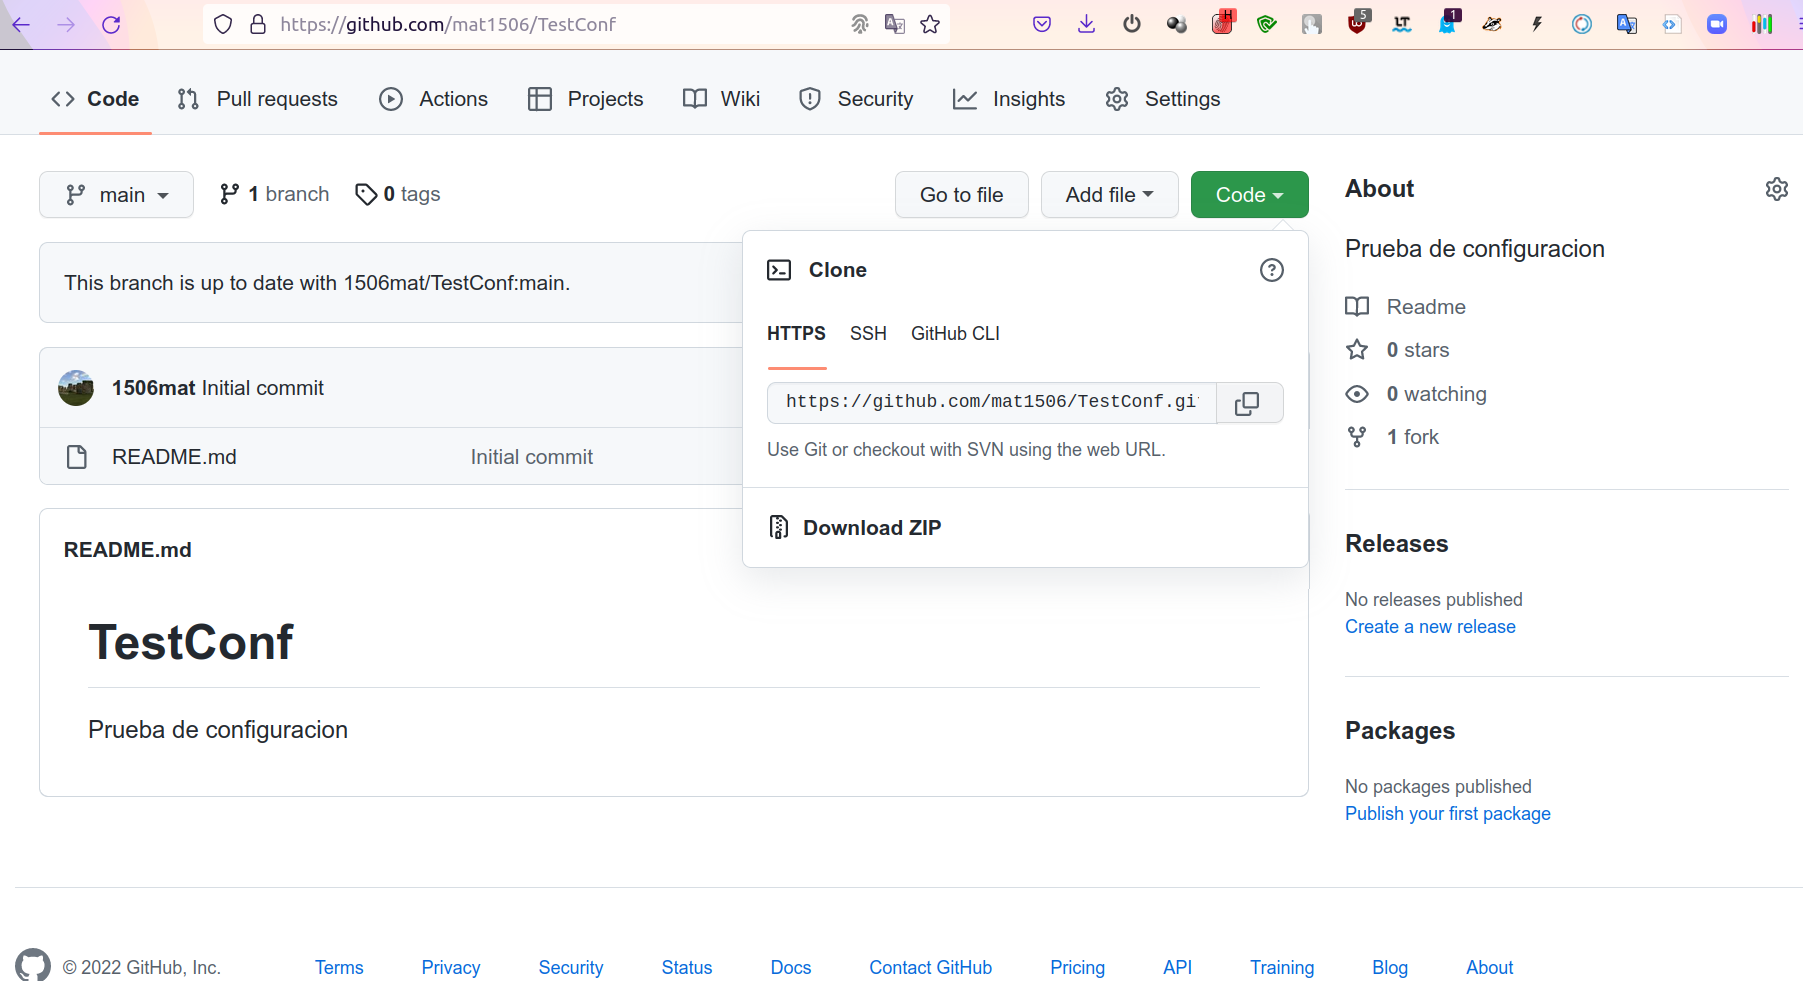 https://github.com/mat1506/TestConf
H
5
LT
1
Code Pull requests Actions Projects Wiki Security Insights Settings
main 1 branch 0 tags Go to file Add file Code
This branch is up to date with 1506mat/TestConf:main.
1506mat Initial commit
README.md Initial commit
README.md
TestConf
Prueba de configuracion
Clone
HTTPS SSH GitHub CLI
https://github.com/mat1506/TestConf.gi
Use Git or checkout with SVN using the web URL.
Download ZIP
About
Prueba de configuracion
Readme
0 stars
0 watching
1 fork
Releases
No releases published
Create a new release
Packages
No packages published
Publish your first package
© 2022 GitHub, Inc. Terms Privacy Security Status Docs Contact GitHub Pricing API Training Blog About